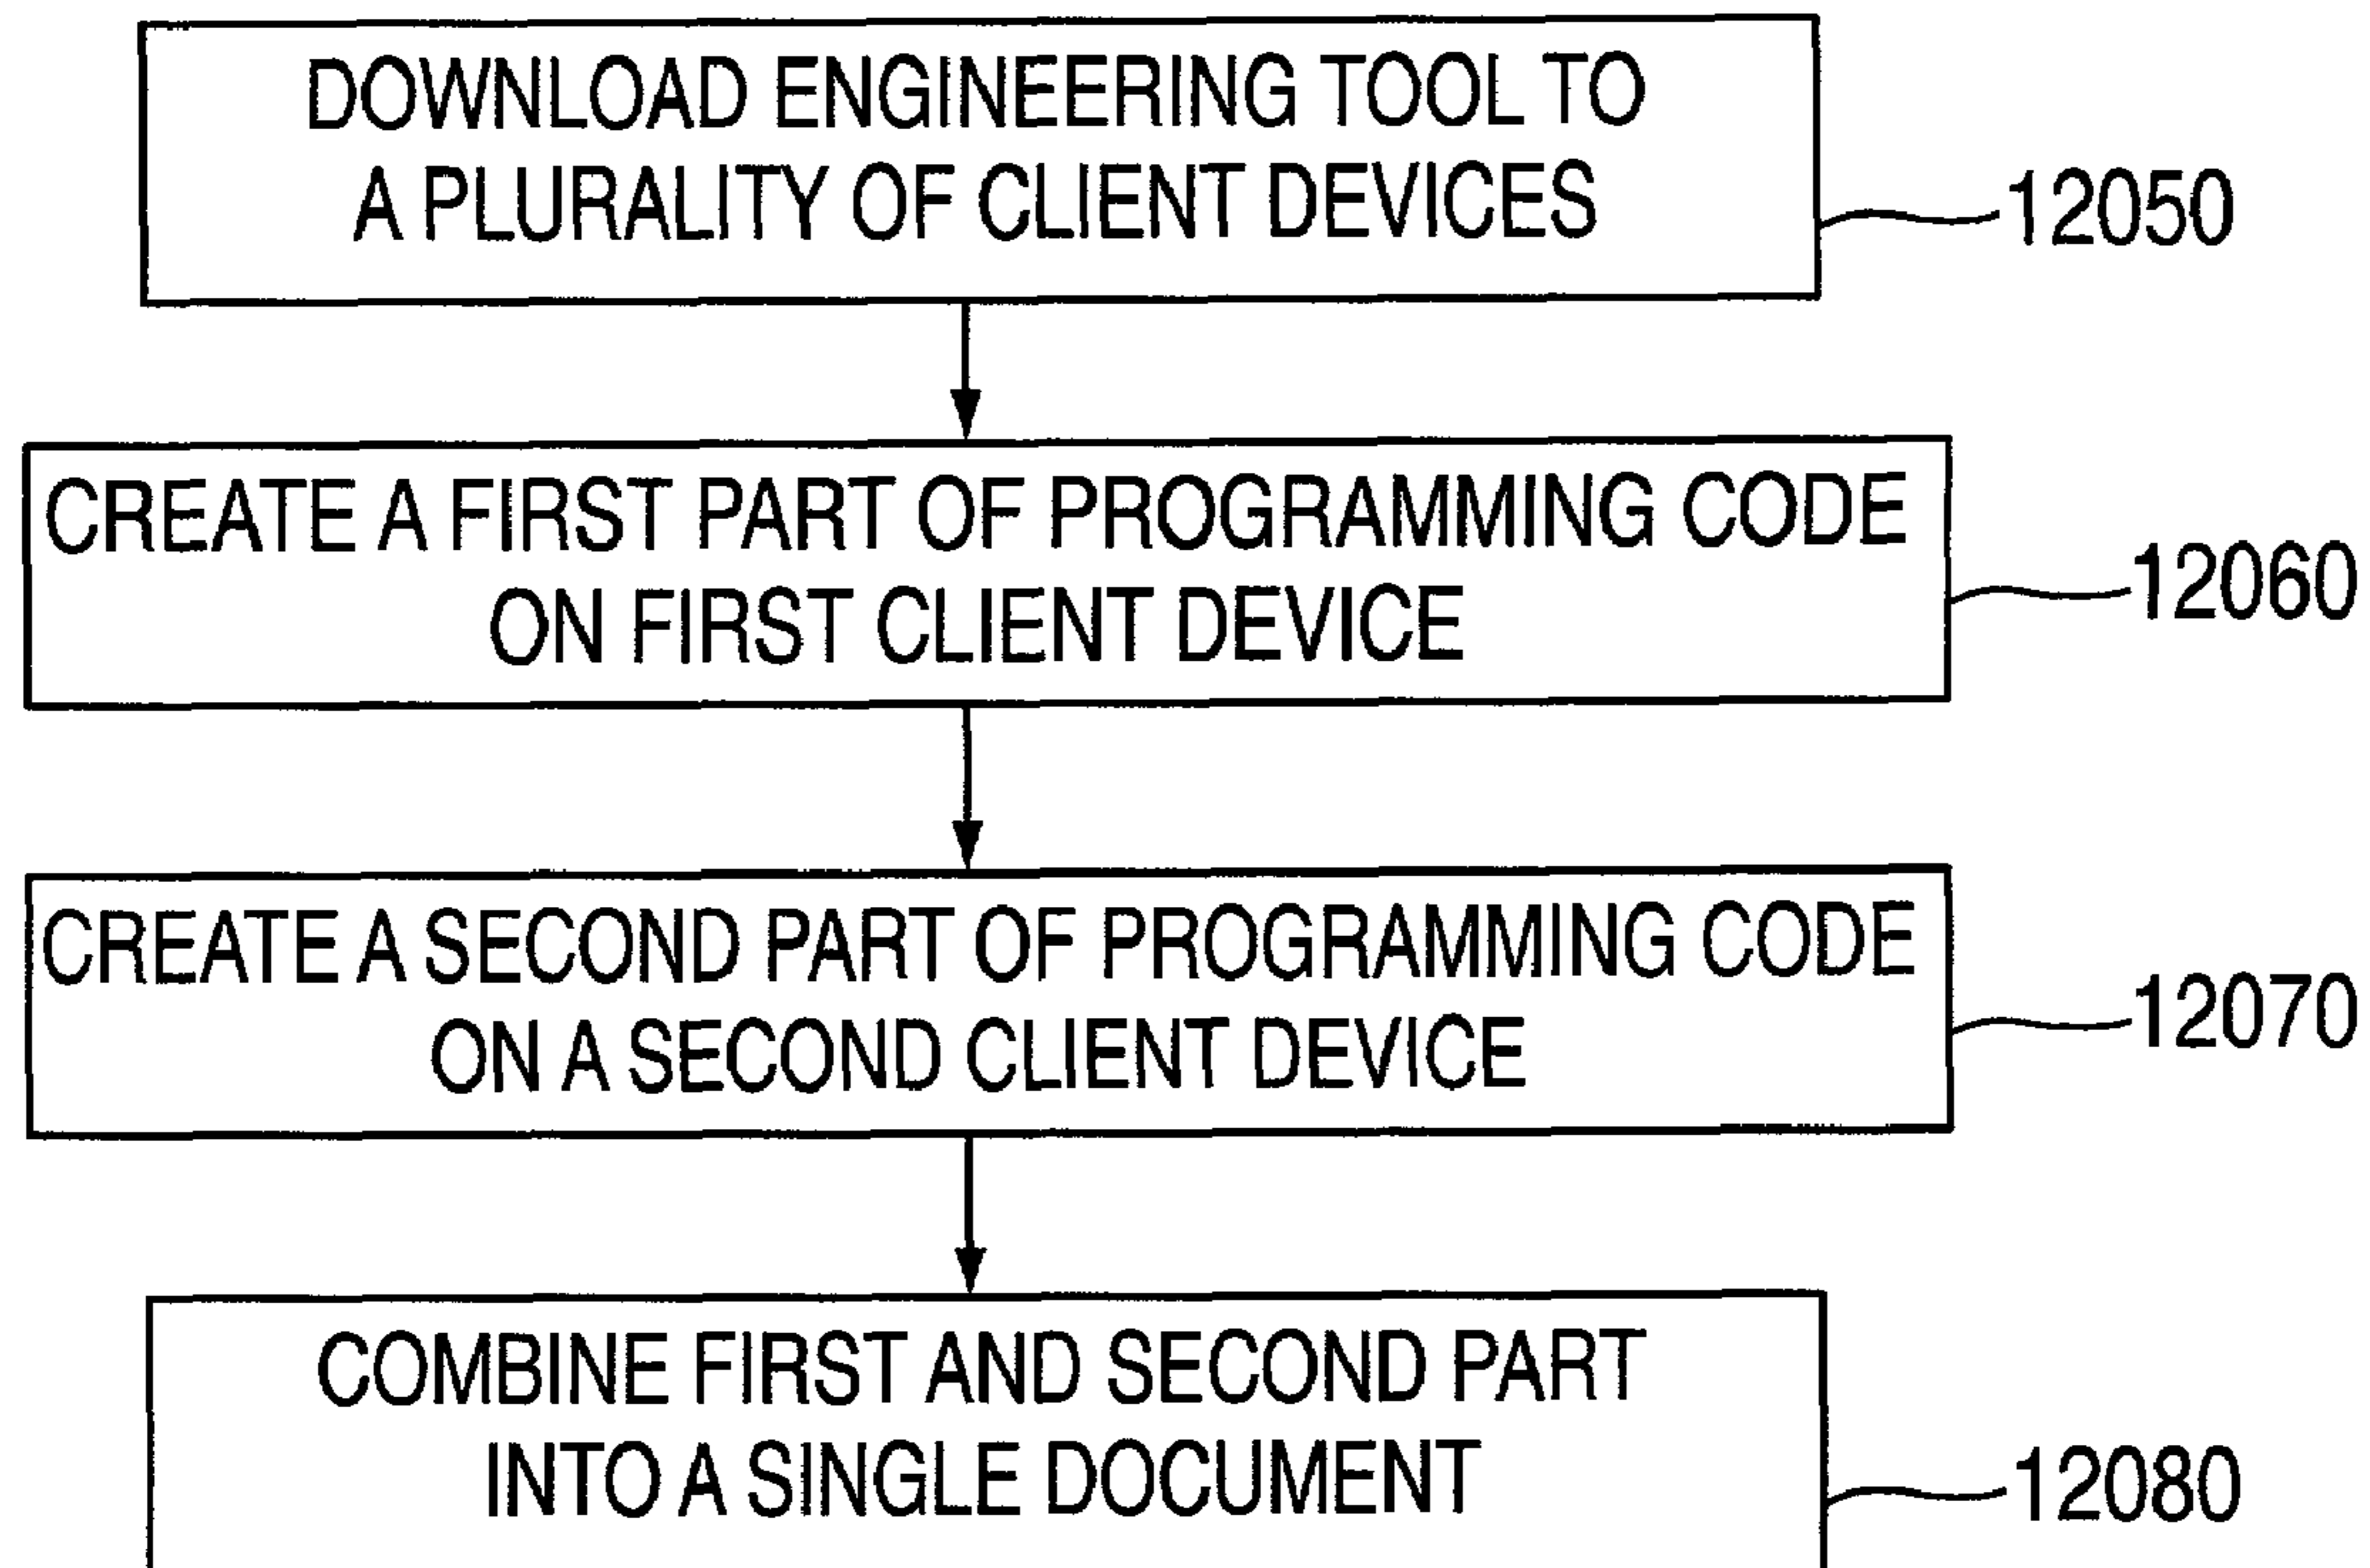 DOWNLOAD ENGINEERING TOOL TO
A PLURALITY OF CLIENT DEVICES
12050
CREATE A FIRST PART OF PROGRAMMING CODE
ON FIRST CLIENT DEVICE
12060
CREATE A SECOND PART OF PROGRAMMING CODE
ON A SECOND CLIENT DEVICE
12070
COMBINE FIRST AND SECOND PART
INTO A SINGLE DOCUMENT
12080